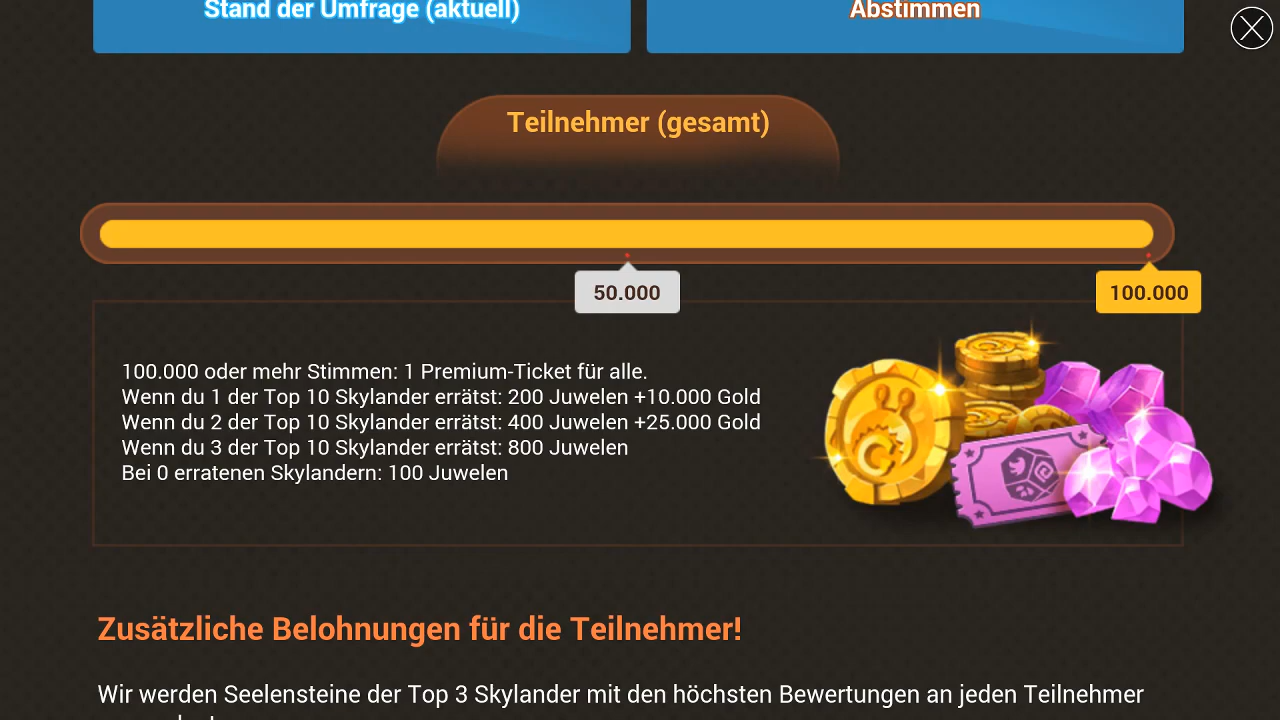 Stand der Umfrage (aktuell)
Abstimmen
Teilnehmer (gesamt)
50.000
100.000
100.000 oder mehr Stimmen: 1 Premium-Ticket für alle.
Wenn du 1 der Top 10 Skylander errätst: 200 Juwelen +10.000 Gold
Wenn du 2 der Top 10 Skylander errätst: 400 Juwelen +25.000 Gold
Wenn du 3 der Top 10 Skylander errätst: 800 Juwelen
Bei 0 erratenen Skylandern: 100 Juwelen
Zusätzliche Belohnungen für die Teilnehmer!
Wir werden Seelensteine der Top 3 Skylander mit den höchsten Bewertungen an jeden Teilnehmer